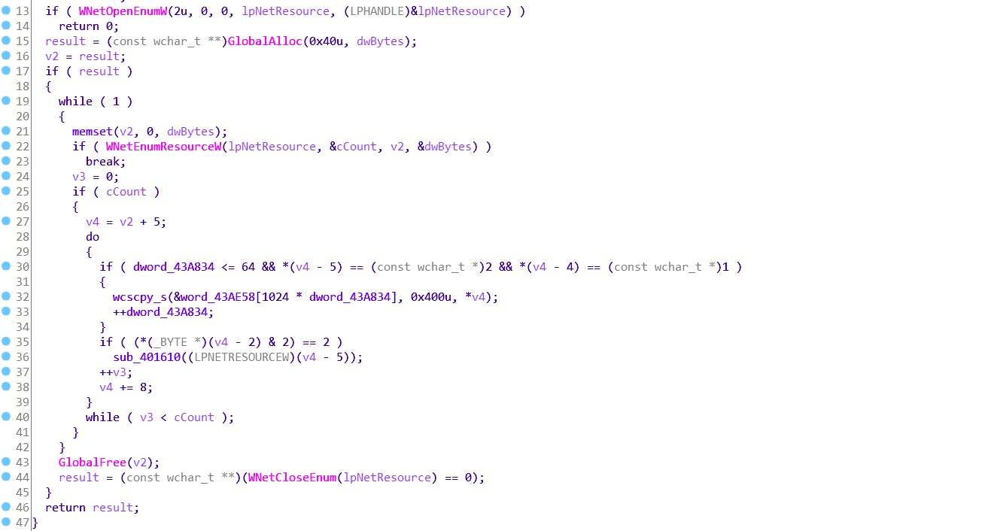 13 if ( WNetOpenEnumW(2u, 0, 0, lpNetResource, (LPHANDLE)&lpNetResource) )
14 return 0;
15 result = (const wchar_t **)GlobalAlloc(0x40u, dwBytes);
16 v2 = result;
17 if ( result )
18 {
19 while ( 1 )
20 {
21 memset(v2, 0, dwBytes);
22 if ( WNetEnumResourceW(lpNetResource, &cCount, v2, &dwBytes) )
23 break;
24 v3 = 0;
25 if ( cCount )
26 {
27 v4 = v2 + 5;
28 do
29 {
30 if ( dword_43A834 <= 64 && *(v4 - 5) == (const wchar_t *)2 && *(v4 - 4) == (const wchar_t *)1 )
31 {
32 wcscpy_s(&word_43AE58[1024 * dword_43A834], 0x400u, *v4);
33 ++dword_43A834;
34 }
35 if ( (*(_BYTE *)(v4 - 2) & 2) == 2 )
36 sub_401610((LPNETRESOURCEW)(v4 - 5));
37 ++v3;
38 v4 += 8;
39 }
40 while ( v3 < cCount );
41 }
42 }
43 GlobalFree(v2);
44 result = (const wchar_t **)(WNetCloseEnum(lpNetResource) == 0);
45 }
46 return result;
47 }